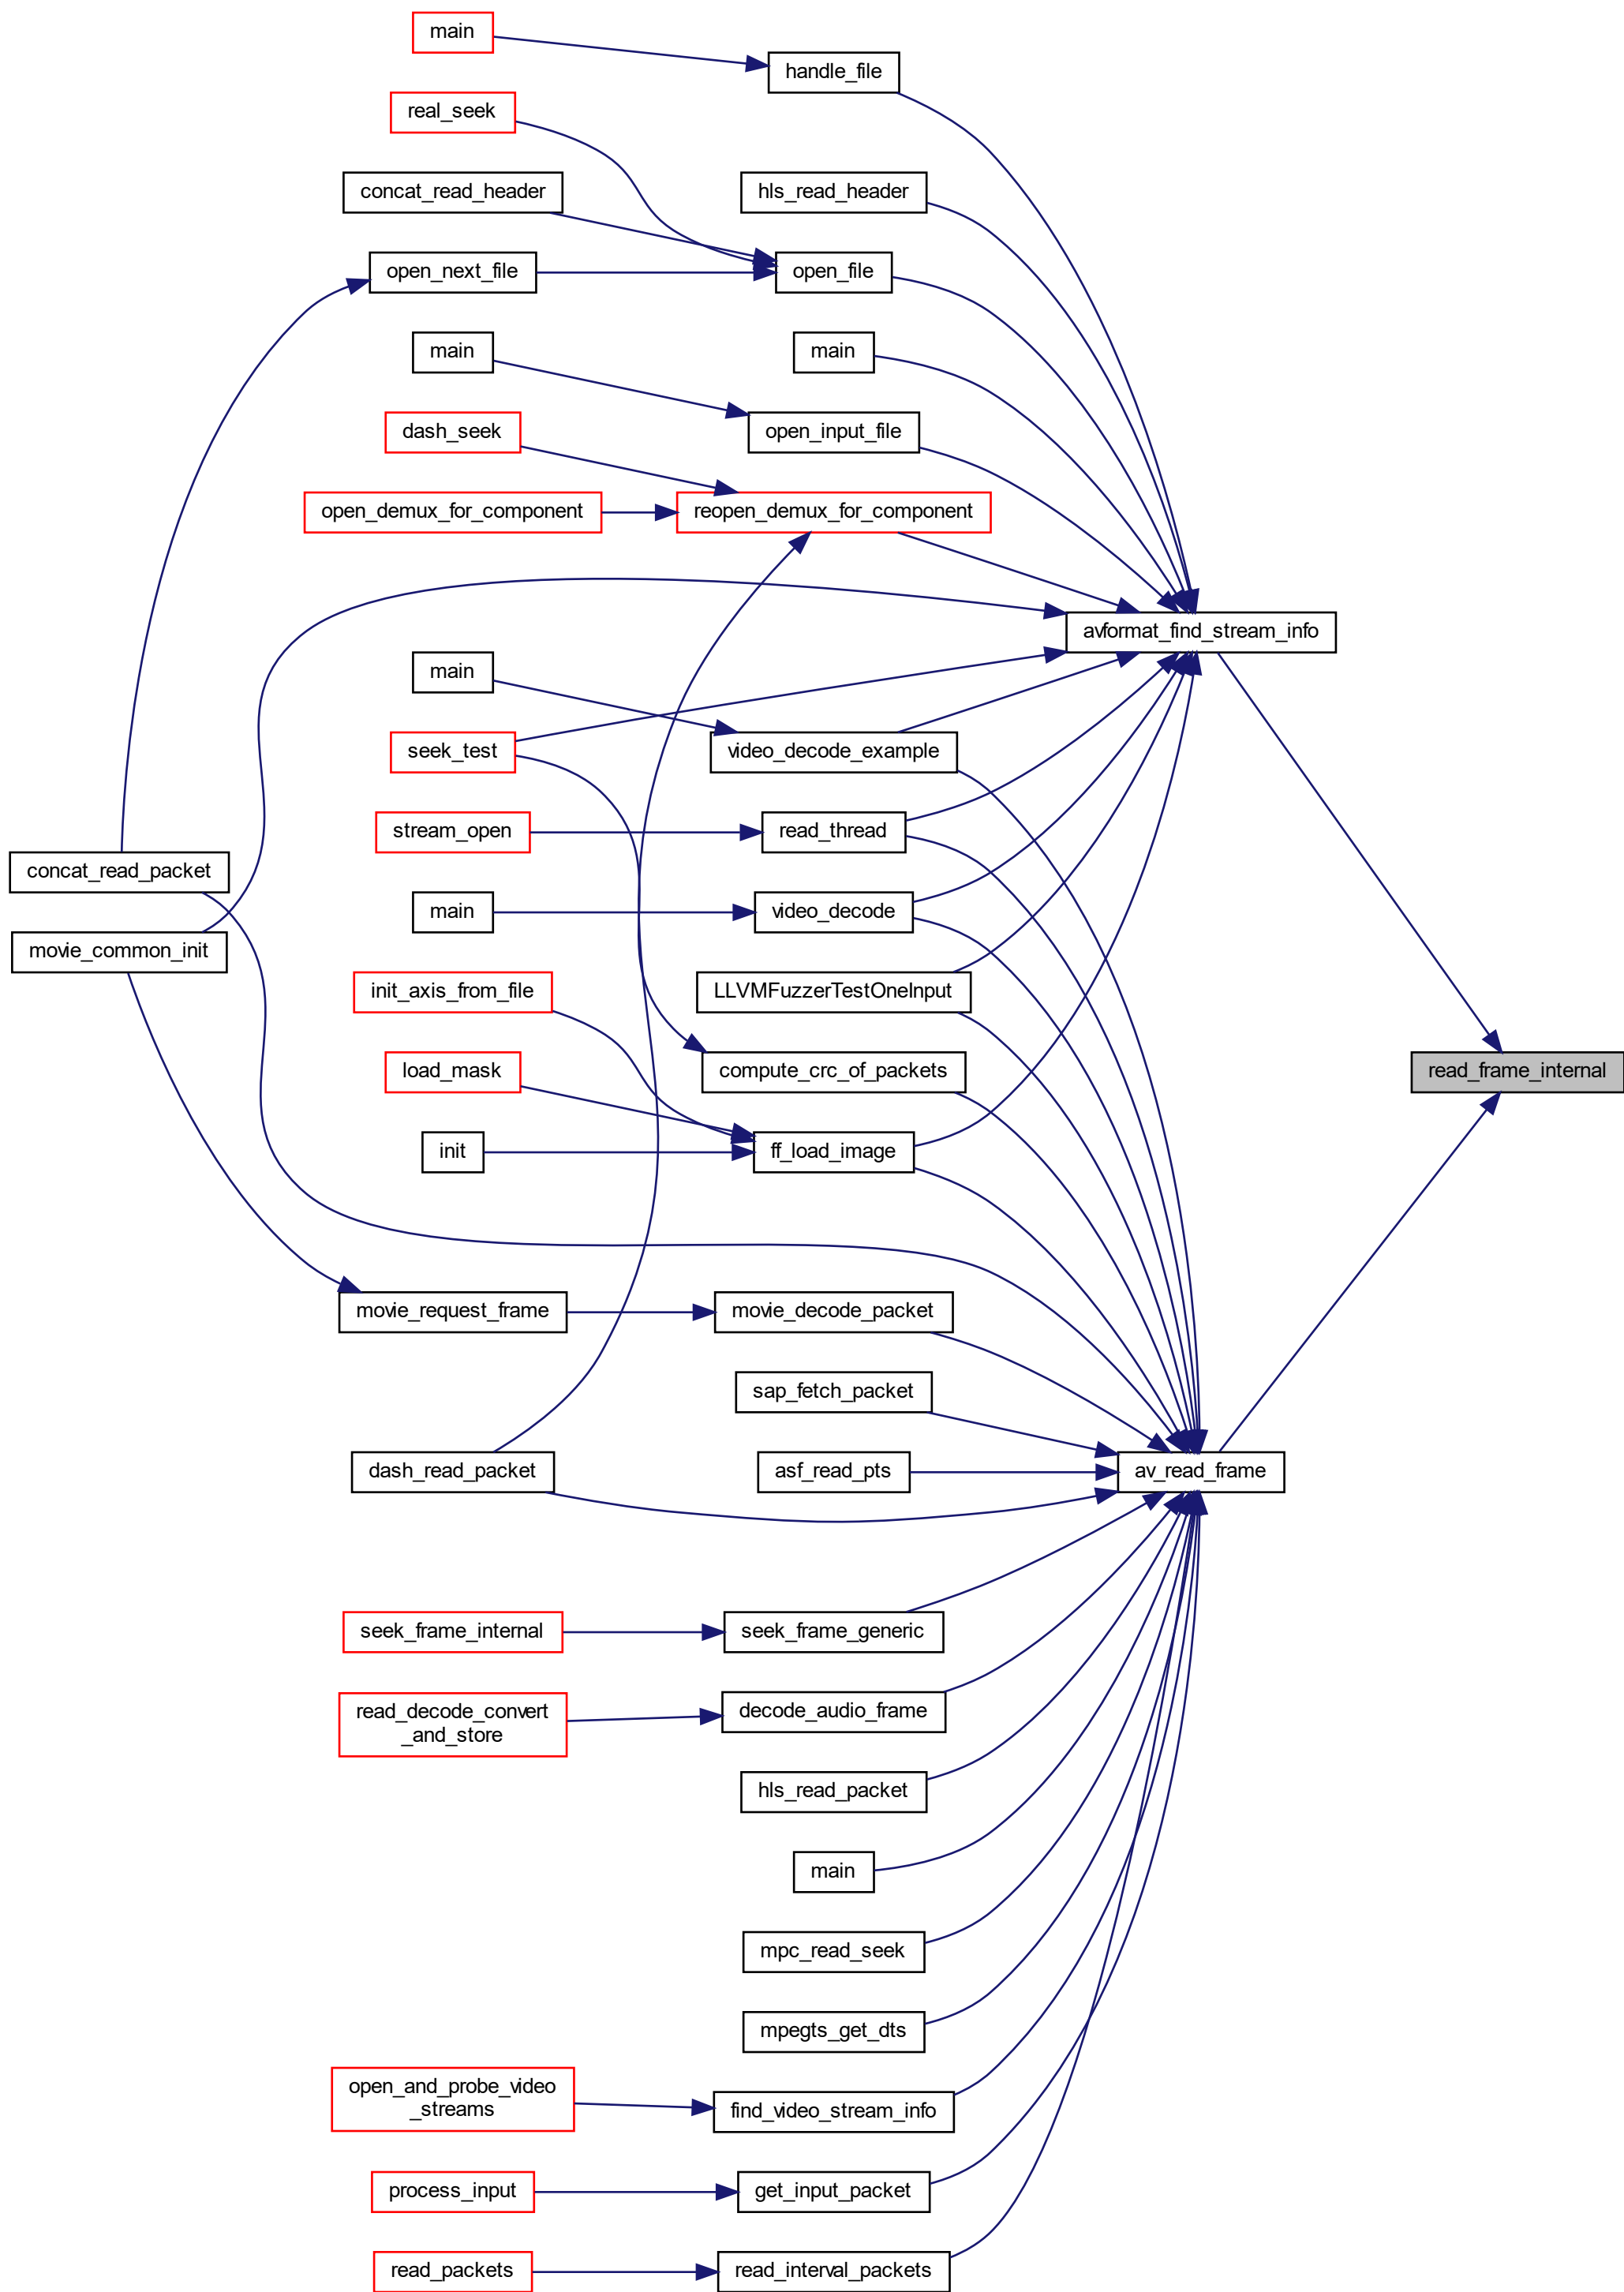 main
handle_file
real_seek
concat_read_header
hls_read_header
open_next_file
open_file
main
main
dash_seek
open_input_file
open_demux_for_component
reopen_demux_for_component
avformat_find_stream_info
main
seek_test
video_decode_example
stream_open
read_thread
concat_read_packet
main
video_decode
movie_common_init
init_axis_from_file
LLVMFuzzerTestOneInput
load_mask
compute_crc_of_packets
read_frame_internal
init
ff_load_image
movie_request_frame
movie_decode_packet
sap_fetch_packet
dash_read_packet
asf_read_pts
av_read_frame
seek_frame_internal
seek_frame_generic
read_decode_convert
_and_store
decode_audio_frame
hls_read_packet
main
mpc_read_seek
mpegts_get_dts
open_and_probe_video
_streams
find_video_stream_info
process_input
get_input_packet
read_packets
read_interval_packets